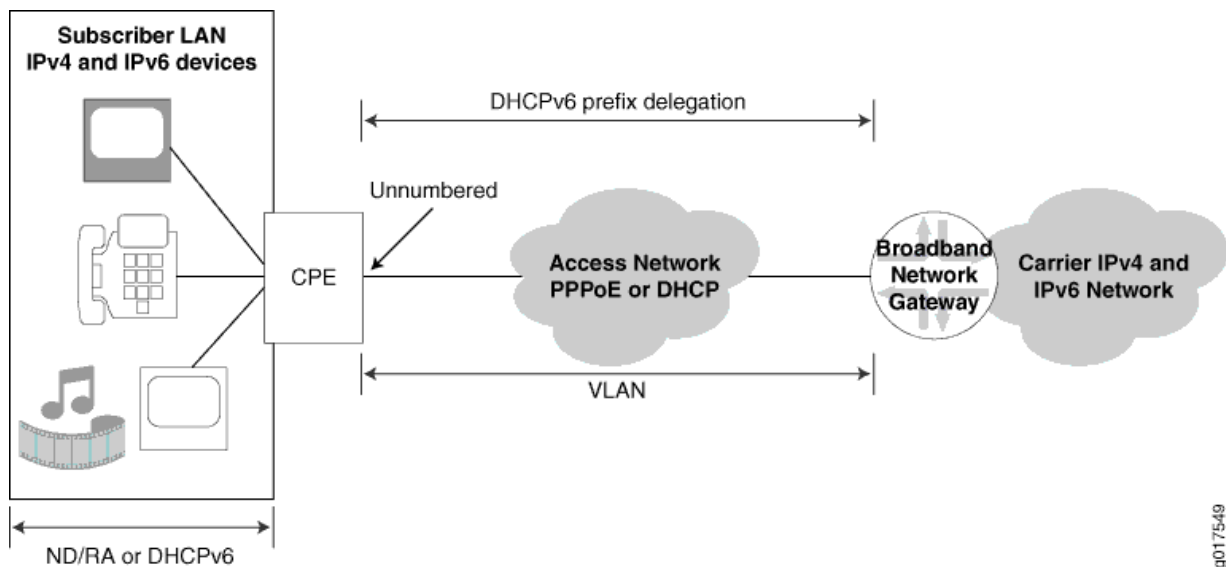 Subscriber LAN
IPv4 and IPv6 devices
DHCPv6 prefix delegation
Unnumbered
CPE
Access Network
PPPoE or DHCP
Broadband
Network
Gateway
Carrier IPv4 and
IPv6 Network
VLAN
ND/RA or DHCPv6
g017549